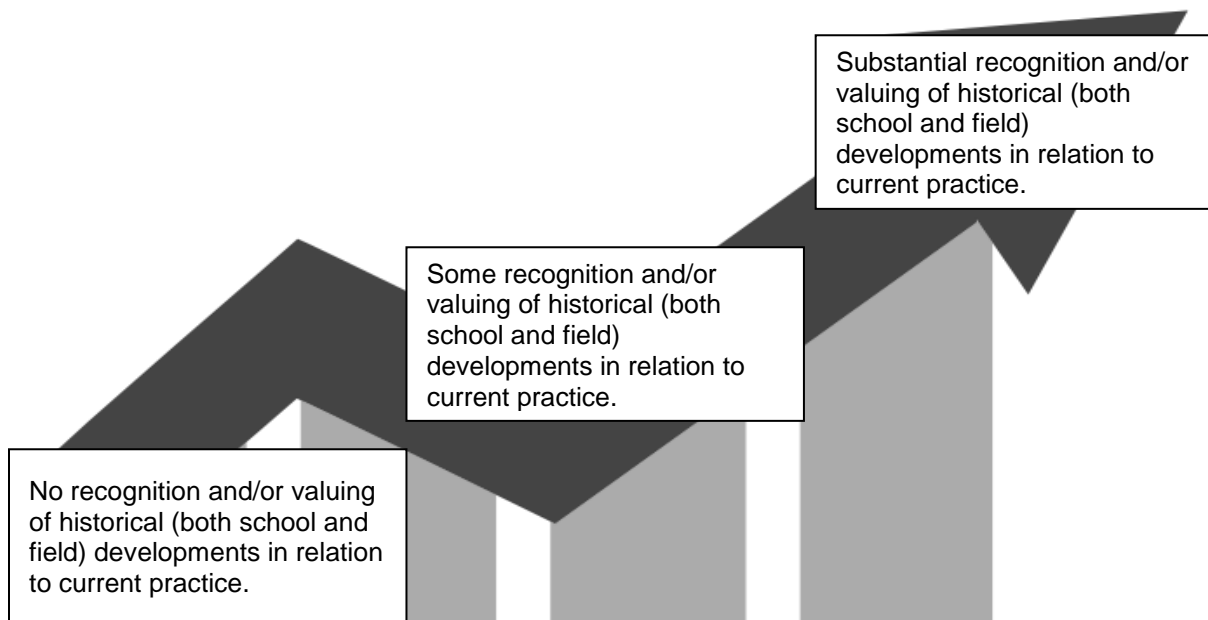 Substantial recognition and/or
valuing of historical (both
school and field)
developments in relation to
current practice.
Some recognition and/or
valuing of historical (both
school and field)
developments in relation to
current practice.
No recognition and/or valuing
of historical (both school and
field) developments in relation
to current practice.